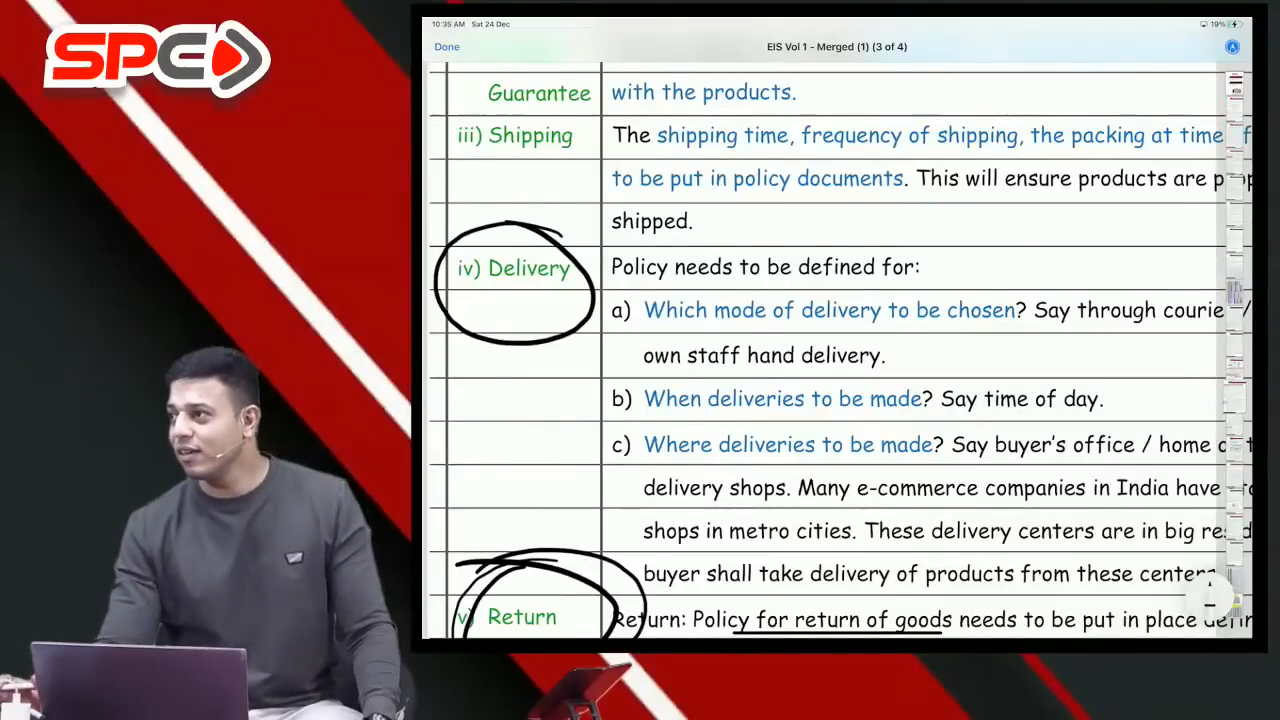 SPC
10:35 AM Sat 24 Dec
19%
Done
EIS Vol 1 - Merged (1) (3 of 4)
Guarantee
with the products.
iii) Shipping
The shipping time, frequency of shipping, the packing at time
to be put in policy documents. This will ensure products are
shipped.
iv) Delivery
Policy needs to be defined for:
a) Which mode of delivery to be chosen? Say through courie /
own staff hand delivery.
b) When deliveries to be made? Say time of day.
c) Where deliveries to be made? Say buyer's office / home
delivery shops. Many e-commerce companies in India have
shops in metro cities. These delivery centers are in big
buyer shall take delivery of products from these centers
v) Return
Return: Policy for return of goods needs to be put in place